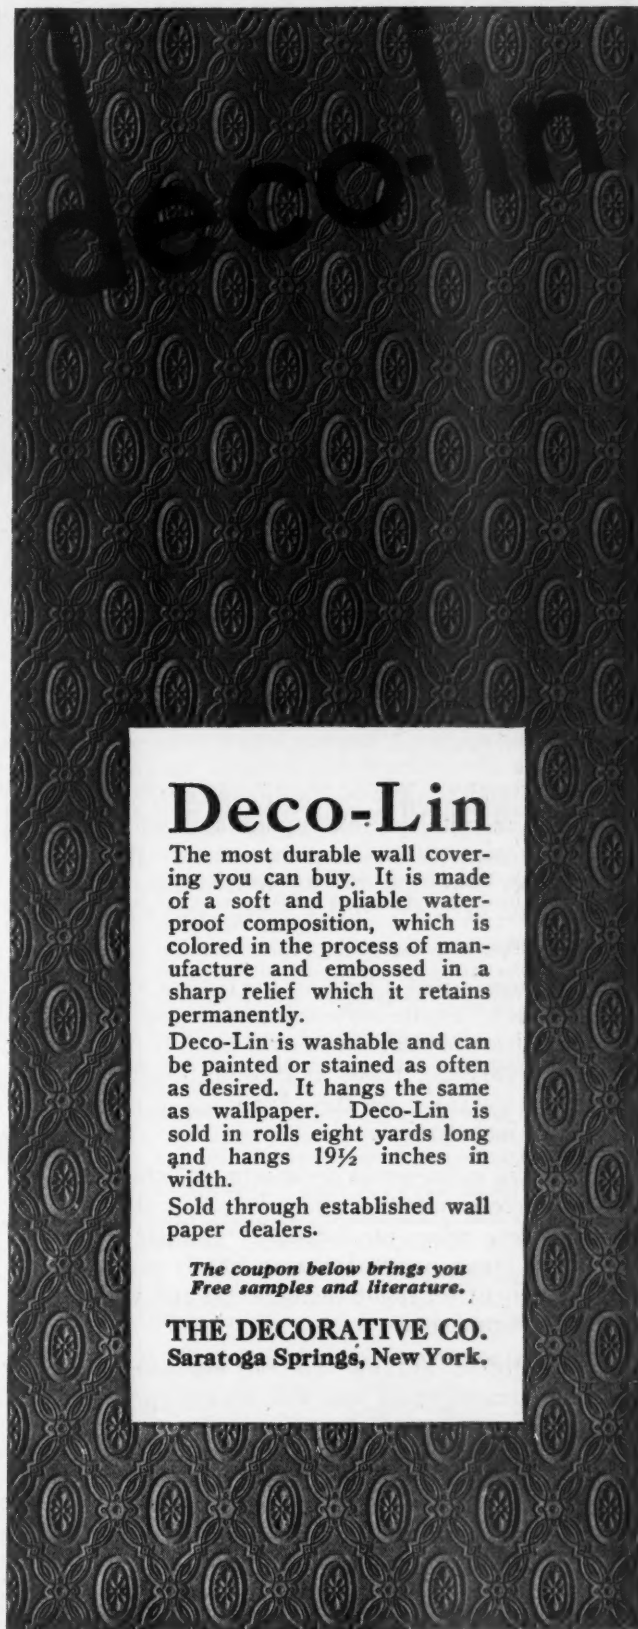 deco-lin
Deco-Lin
The most durable wall cover-
ing you can buy. It is made
of a soft and pliable water-
proof composition, which is
colored in the process of man-
ufacture and embossed in a
sharp relief which it retains
permanently.
Deco-Lin is washable and can
be painted or stained as often
as desired. It hangs the same
as wallpaper. Deco-Lin is
sold in rolls eight yards long
and hangs 19½ inches in
width.
Sold through established wall
paper dealers.
The coupon below brings you
Free samples and literature.
THE DECORATIVE CO.
Saratoga Springs, New York.